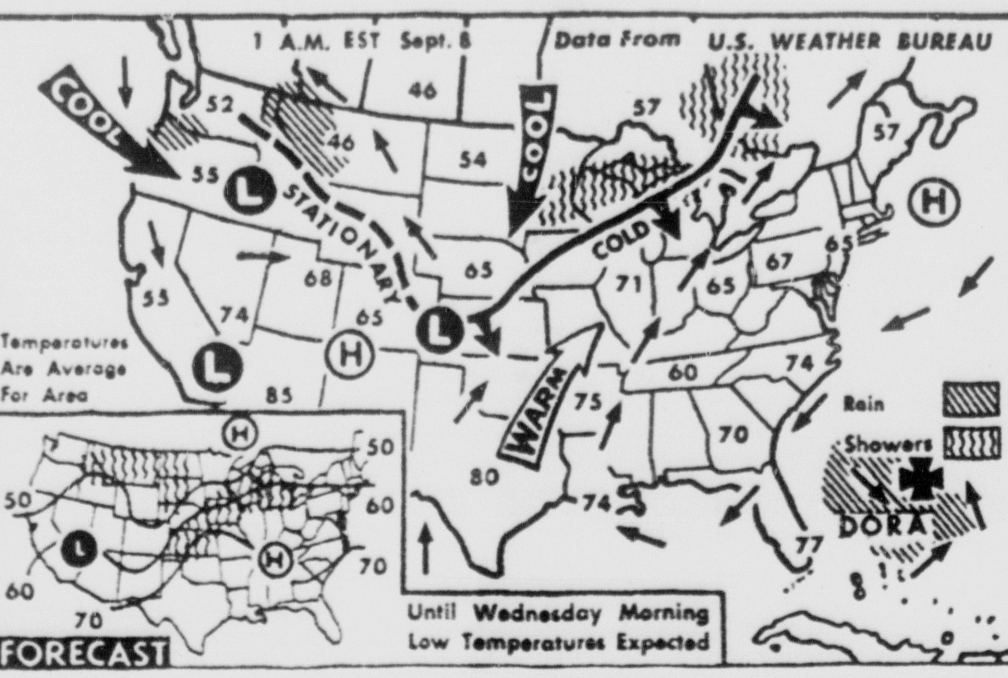 1 A.M. EST Sept. 8 Data From U.S. WEATHER BUREAU
COOL
52
46
46
COOL
57
57
55
L
54
H
STATIONARY
COLD
65
68
65
71
65
67
55
74
65
L
H
L
85
Temperatures
Are Average
For Area
WARM
75
60
74
70
80
74
77
Rain
Showers
DORA
H
50
50
60
L
H
70
60
70
FORECAST
Until Wednesday Morning
Low Temperatures Expected